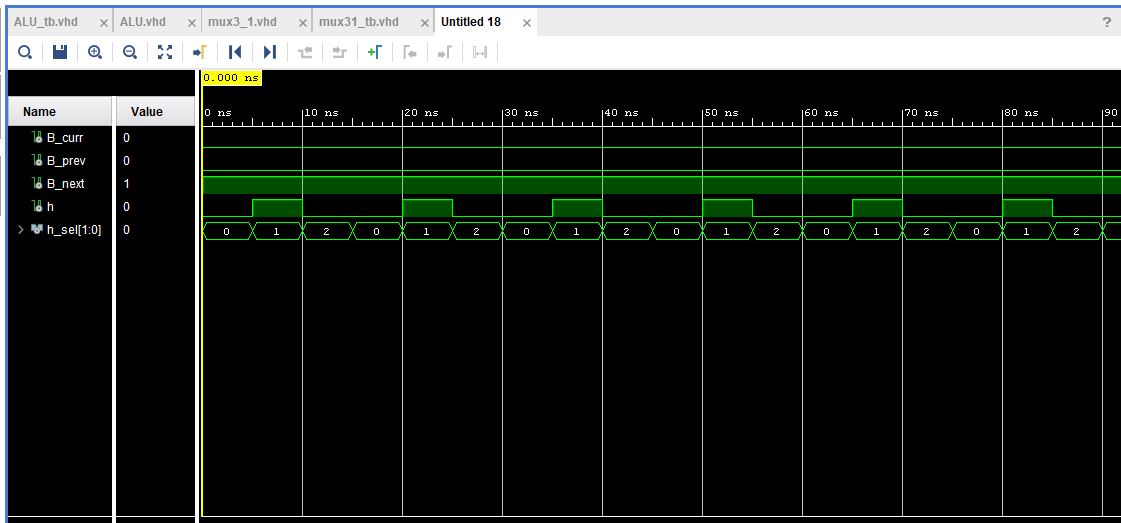 ALU_tb.vhd × ALU.vhd × mux3_1.vhd × mux31_tb.vhd × Untitled 18 × ?
0.000 ns
Name Value 0 ns 10 ns 20 ns 30 ns 40 ns 50 ns 60 ns 70 ns 80 ns 90
B_curr 0
B_prev 0
B_next 1
h 0
h_sel[1:0] 0 0 1 2 0 1 2 0 1 2 0 1 2 0 1 2 0 1 2